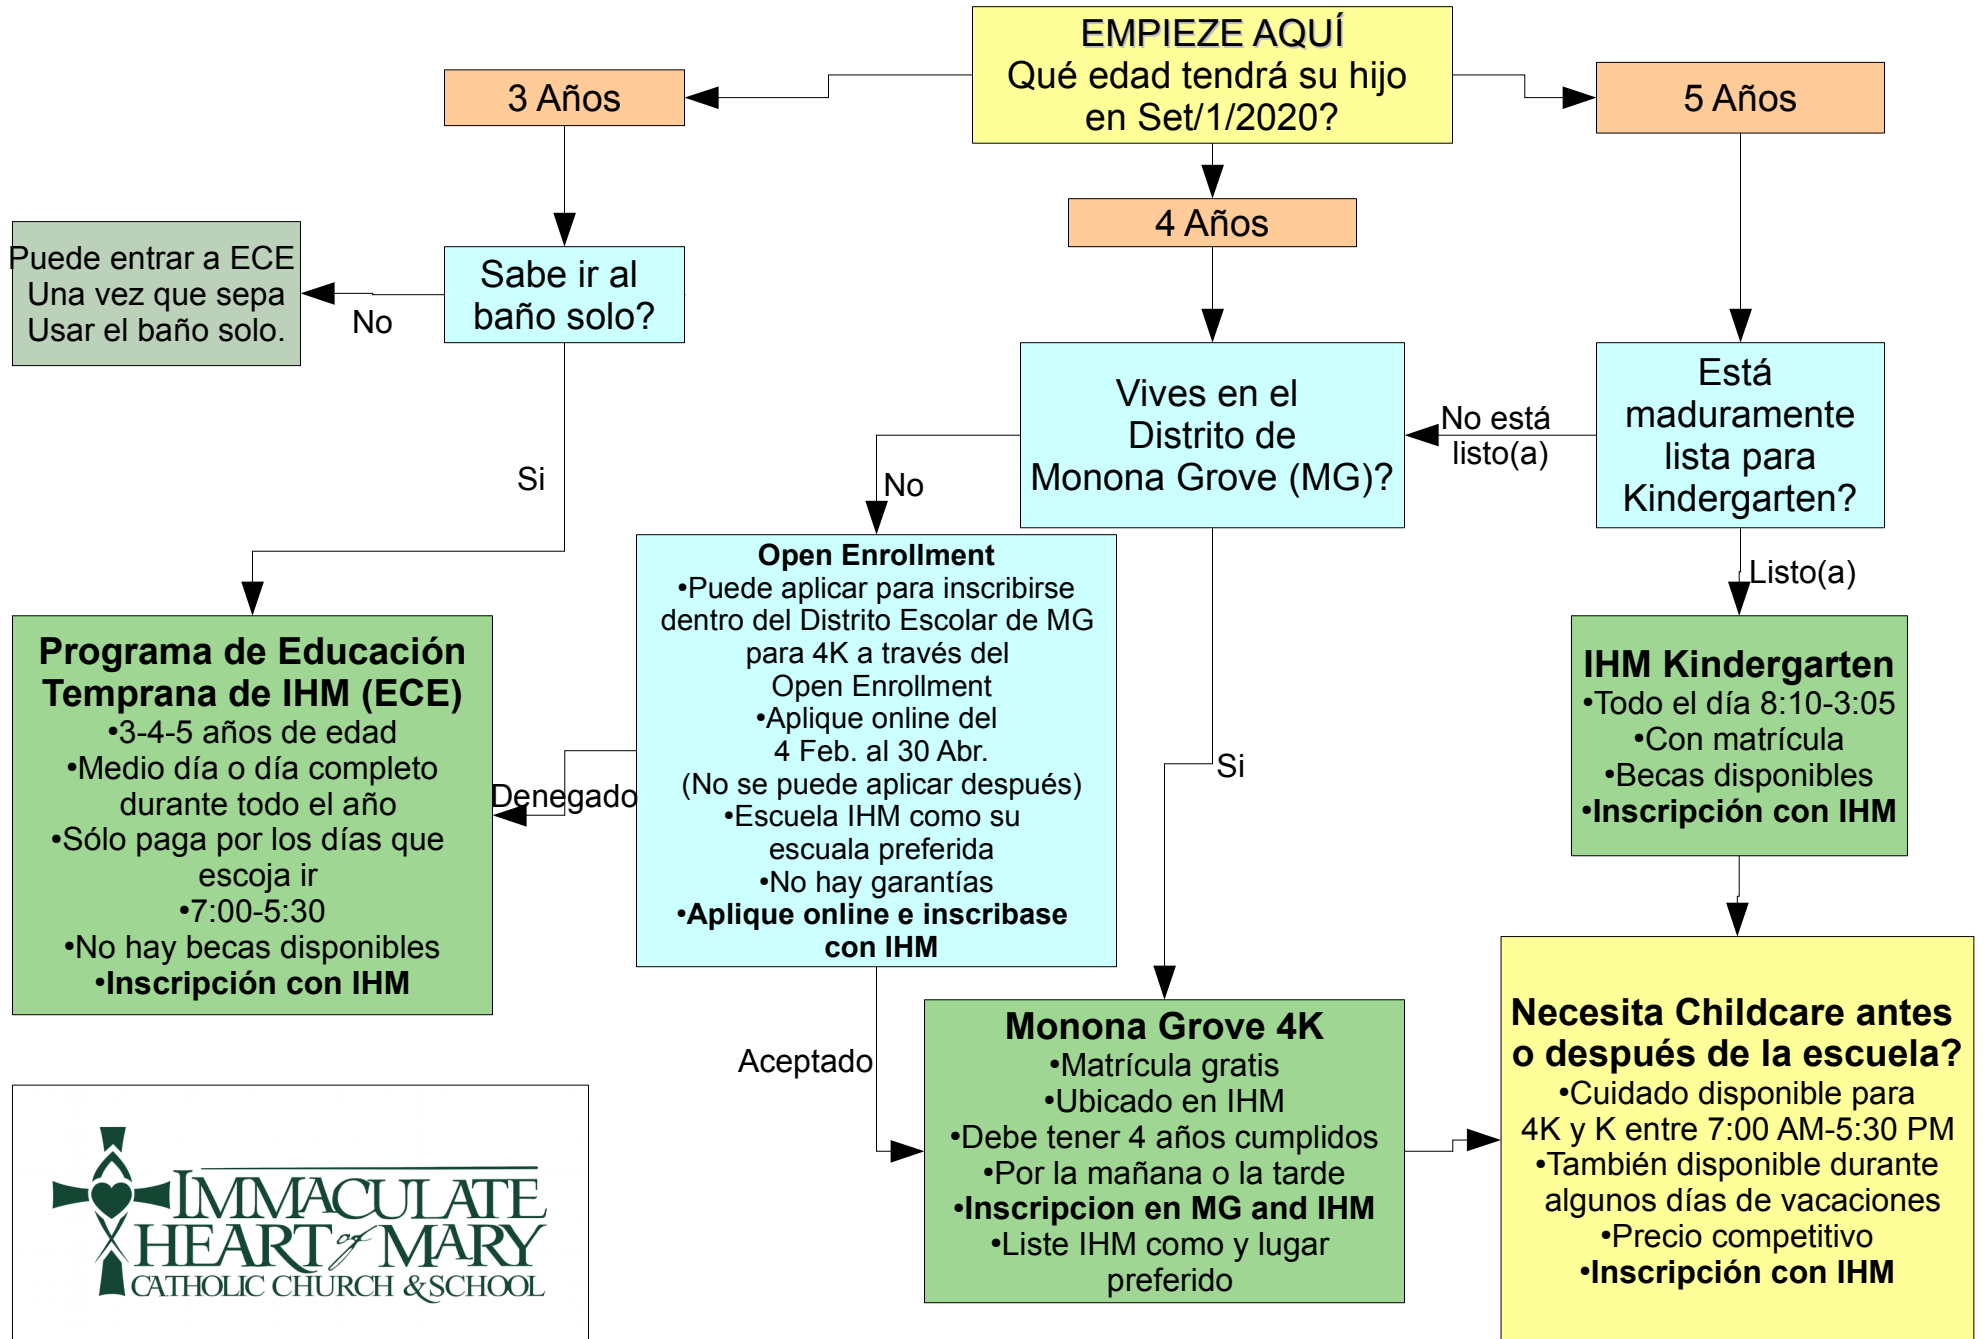 EMPIEZE AQUÍ
Qué edad tendrá su hijo
en Set/1/2020?
3 Años
5 Años
4 Años
Puede entrar a ECE
Una vez que sepa
Usar el baño solo.
No
Sabe ir al
baño solo?
Vives en el
Distrito de
Monona Grove (MG)?
No está
listo(a)
Está
maduramente
lista para
Kindergarten?
Si
No
Listo(a)
Open Enrollment
•Puede aplicar para inscribirse
dentro del Distrito Escolar de MG
para 4K a través del
Open Enrollment
•Aplique online del
4 Feb. al 30 Abr.
(No se puede aplicar después)
•Escuela IHM como su
escuala preferida
•No hay garantías
•Aplique online e inscribase
con IHM
Programa de Educación
Temprana de IHM (ECE)
•3-4-5 años de edad
•Medio día o día completo
durante todo el año
•Sólo paga por los días que
escoja ir
•7:00-5:30
•No hay becas disponibles
•Inscripción con IHM
Denegado
Si
IHM Kindergarten
•Todo el día 8:10-3:05
•Con matrícula
•Becas disponibles
•Inscripción con IHM
Aceptado
Monona Grove 4K
•Matrícula gratis
•Ubicado en IHM
•Debe tener 4 años cumplidos
•Por la mañana o la tarde
•Inscripcion en MG and IHM
•Liste IHM como y lugar
preferido
Necesita Childcare antes
o después de la escuela?
•Cuidado disponible para
4K y K entre 7:00 AM-5:30 PM
•También disponible durante
algunos días de vacaciones
•Precio competitivo
•Inscripción con IHM
IMMACULATE
HEART of MARY
CATHOLIC CHURCH & SCHOOL